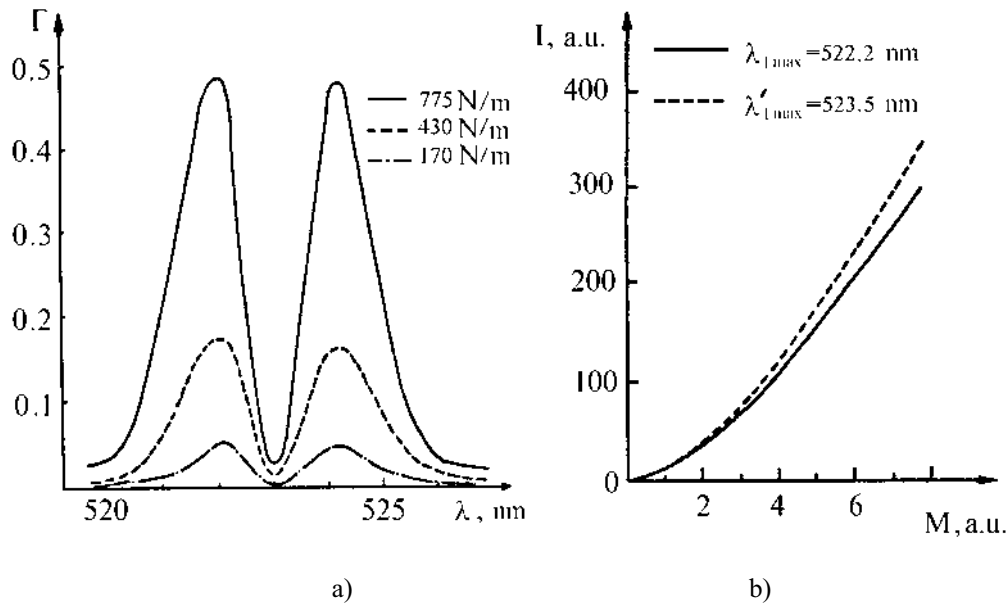 Γ
0.5
0.4
0.3
0.2
0.1
775 N/m
430 N/m
170 N/m
520
525
λ, nm
a)
I, a.u.
λ₁max=522.2 nm
λ′₁max=523.5 nm
400
300
200
100
0
2
4
6
M, a.u.
b)